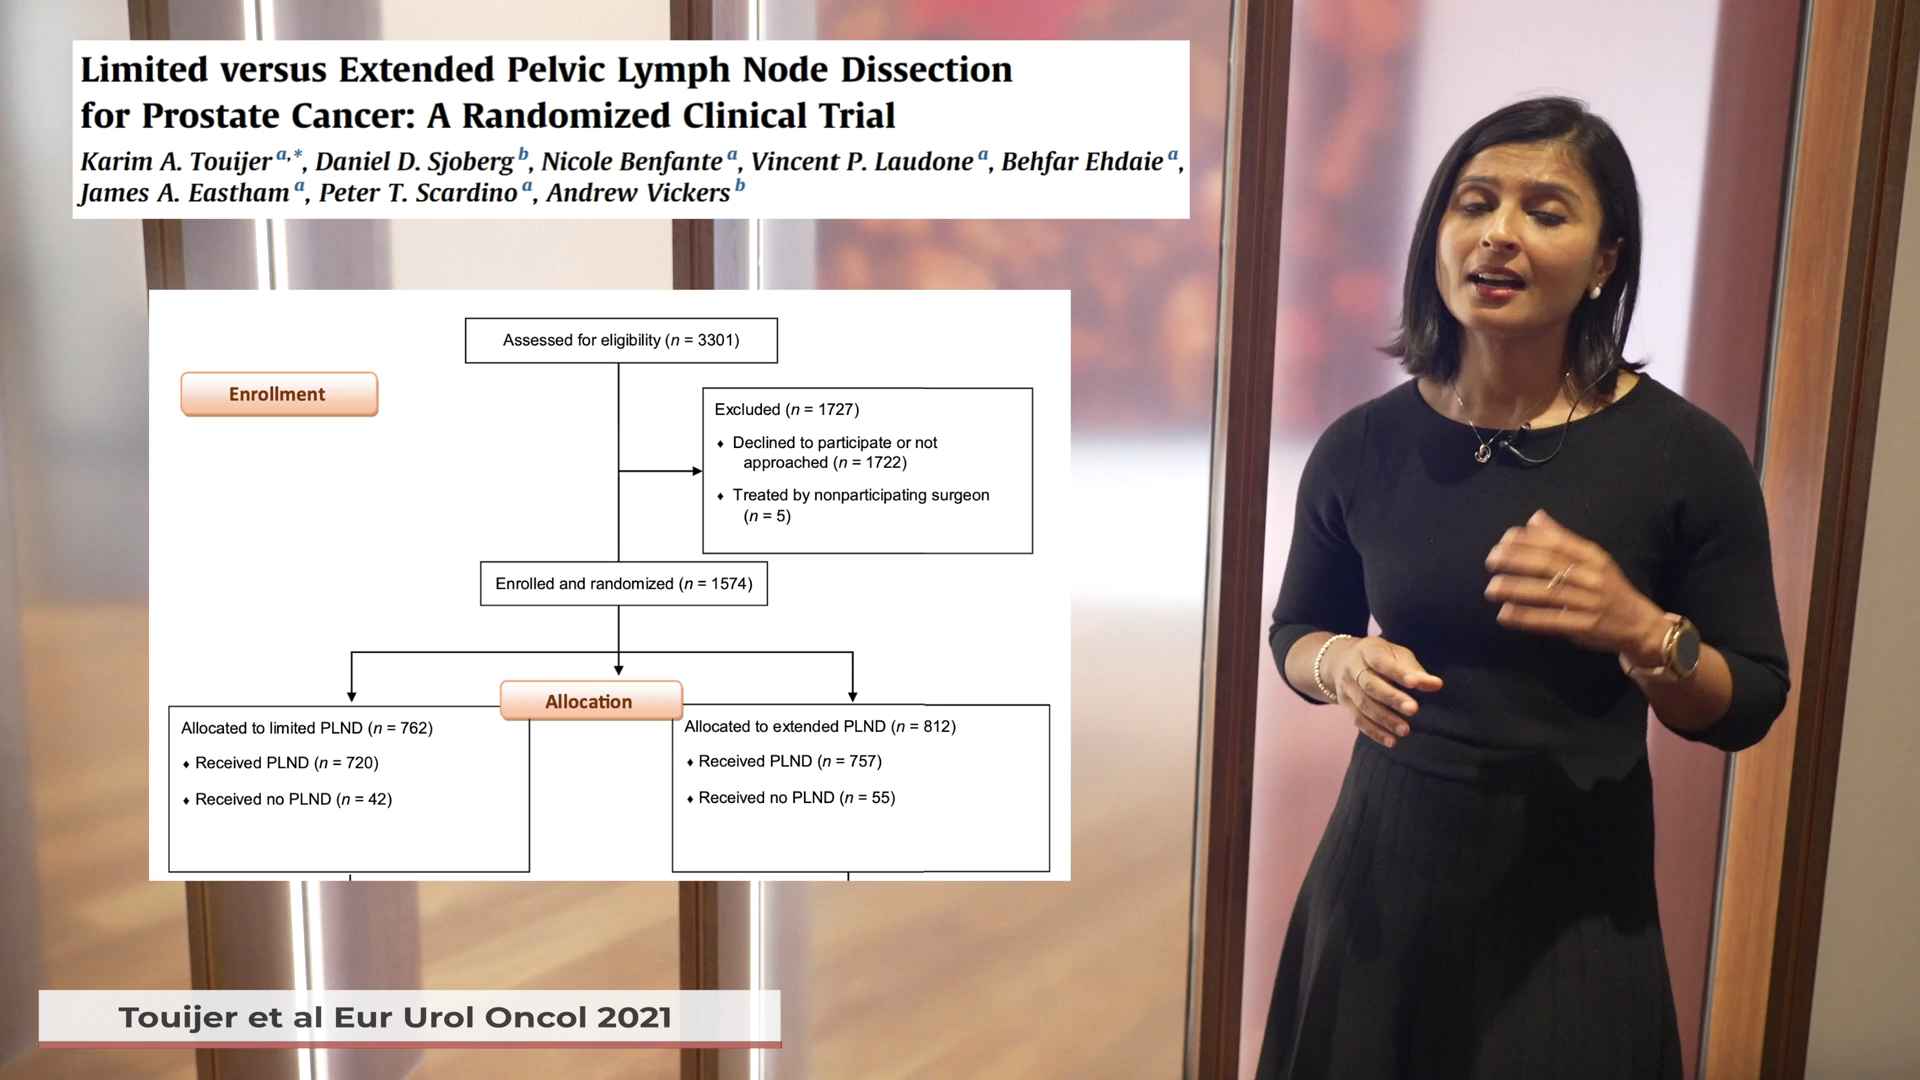 Limited versus Extended Pelvic Lymph Node Dissection
for Prostate Cancer: A Randomized Clinical Trial
Karim A. Touijer a,*, Daniel D. Sjoberg b, Nicole Benfante a, Vincent P. Laudone a, Behfar Ehdaie a,
James A. Eastham a, Peter T. Scardino a, Andrew Vickers b
Assessed for eligibility (n = 3301)
Enrollment
Excluded (n = 1727)
♦ Declined to participate or not
approached (n = 1722)
♦ Treated by nonparticipating surgeon
(n = 5)
Enrolled and randomized (n = 1574)
Allocation
Allocated to limited PLND (n = 762)
♦ Received PLND (n = 720)
♦ Received no PLND (n = 42)
Allocated to extended PLND (n = 812)
♦ Received PLND (n = 757)
♦ Received no PLND (n = 55)
Touijer et al Eur Urol Oncol 2021